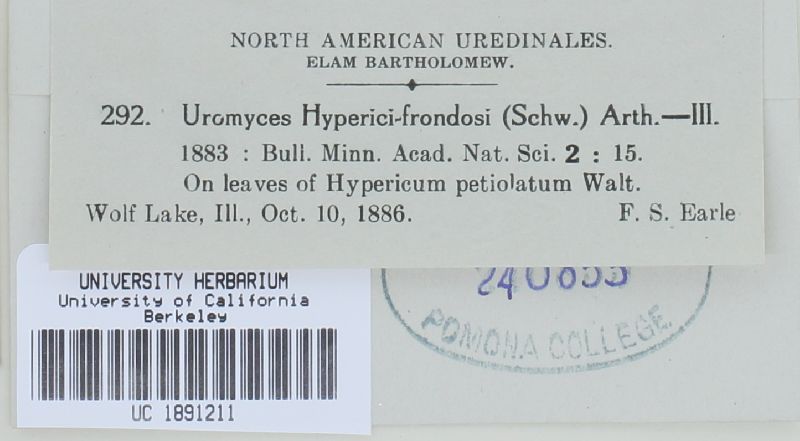 NORTH AMERICAN UREDINALES.
ELAM BARTHOLOMEW.
292. Uromyces Hyperici-frondosi (Schw.) Arth.—III.
1883 : Bull. Minn. Acad. Nat. Sci. 2 : 15.
On leaves of Hypericum petiolatum Walt.
Wolf Lake, Ill., Oct. 10, 1886. F. S. Earle
UNIVERSITY HERBARIUM
University of California
Berkeley
UC 1891211
240855
POMONA COLLEGE